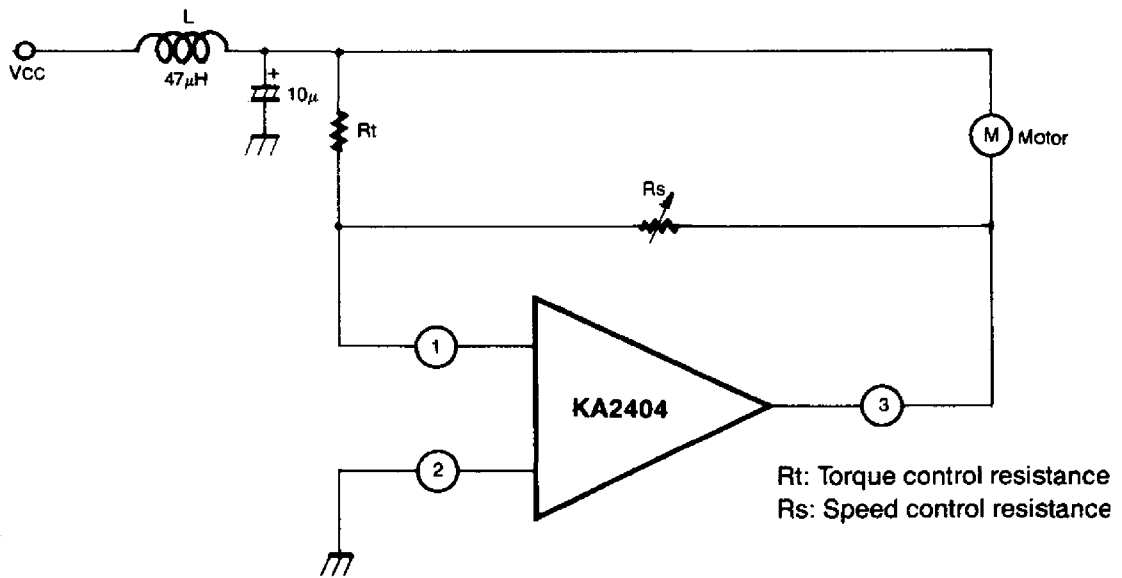 L
Vcc
47μH
+
10μ
Rt
M Motor
Rs
1
KA2404
3
2
Rt: Torque control resistance
Rs: Speed control resistance